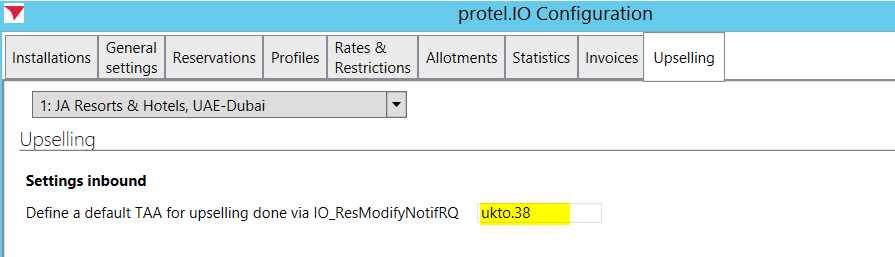 protel.IO Configuration
Installations
General settings
Reservations
Profiles
Rates & Restrictions
Allotments
Statistics
Invoices
Upselling
1: JA Resorts & Hotels, UAE-Dubai
Upselling
Settings inbound
Define a default TAA for upselling done via IO_ResModifyNotifRQ ukto.38